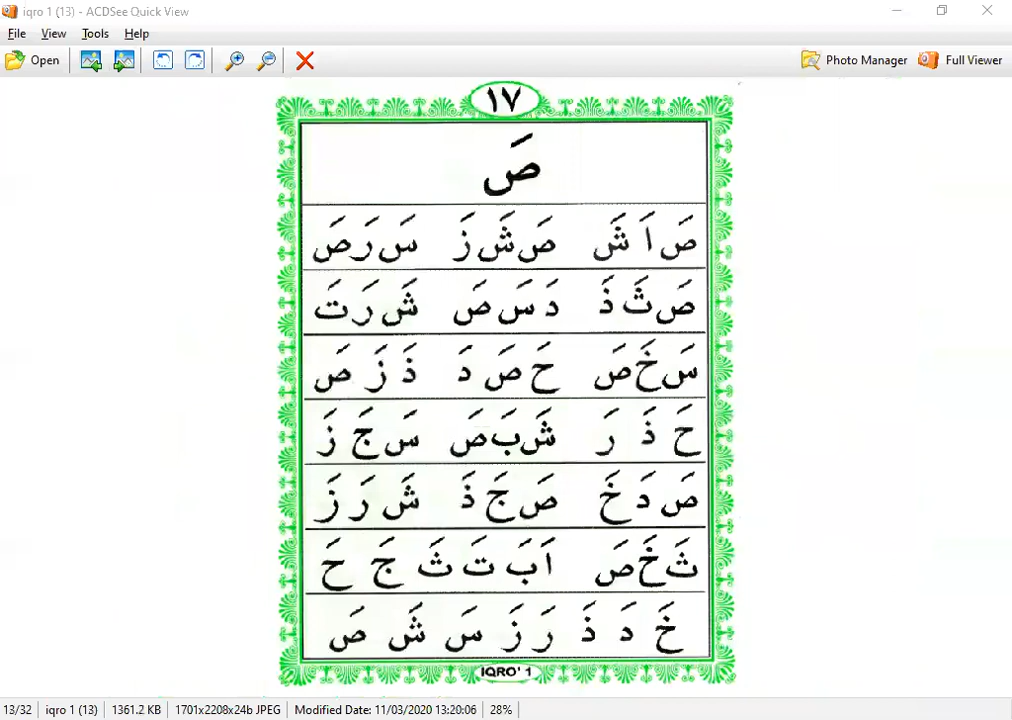 iqro 1 (13) - ACDSee Quick View
File View Tools Help
Open Photo Manager Full Viewer
١٧
صَ
صَ اَ شَ صَ شَ زَ سَ رَ صَ
صَ ثَ ذَ دَ سَ صَ شَ رَ تَ
سَ خَ صَ حَ صَ دَ ذَ زَ صَ
حَ ذَ رَ شَ بَ صَ سَ جَ زَ
صَ دَ خَ صَ جَ ذَ شَ رَ زَ
ثَ خَ صَ اَ بَ تَ ثَ جَ حَ
خَ دَ ذَ رَ زَ سَ شَ صَ
IQRO' 1
13/32 iqro 1 (13) 1361.2 KB 1701x2208x24b JPEG Modified Date: 11/03/2020 13:20:06 28%